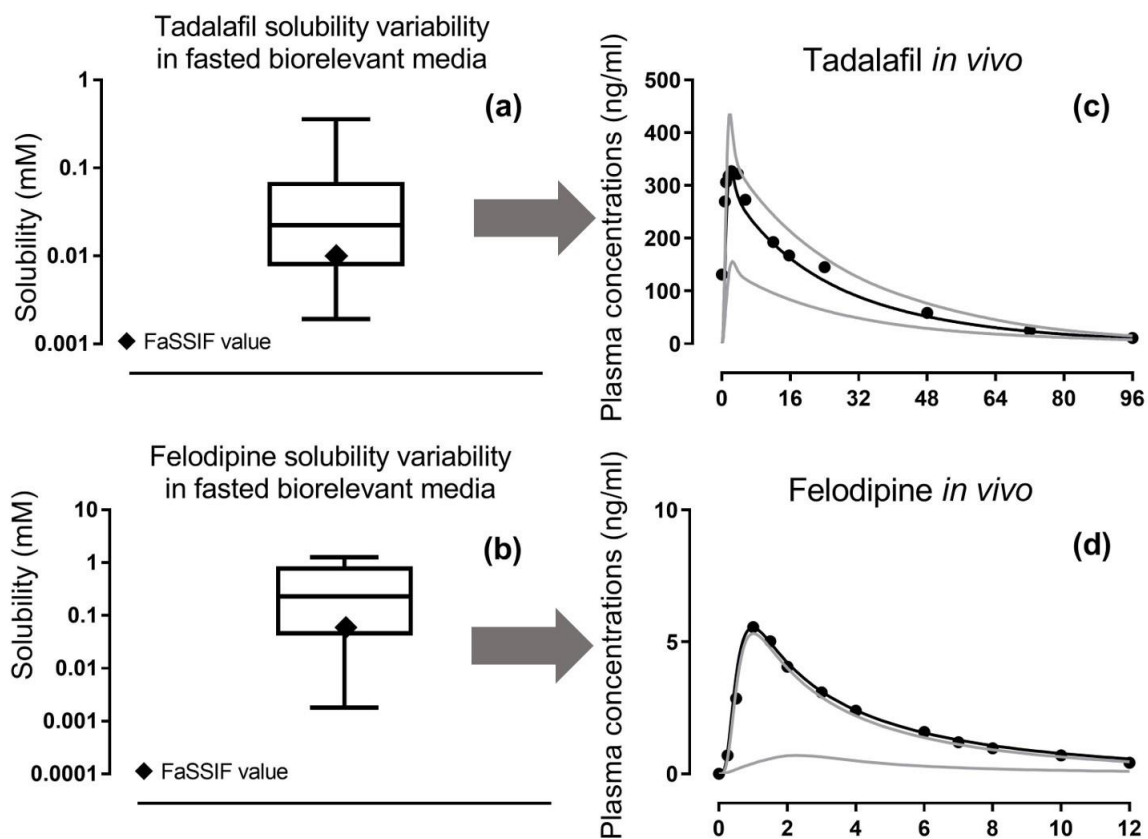 Tadalafil solubility variability
in fasted biorelevant media
(a)
Solubility (mM)
1
0.1
0.01
0.001
FaSSIF value
Tadalafil in vivo
(c)
Plasma concentrations (ng/ml)
500
400
300
200
100
0
0 16 32 48 64 80 96
Felodipine solubility variability
in fasted biorelevant media
(b)
Solubility (mM)
10
1
0.1
0.01
0.001
0.0001
FaSSIF value
Felodipine in vivo
(d)
Plasma concentrations (ng/ml)
10
5
0
0 2 4 6 8 10 12